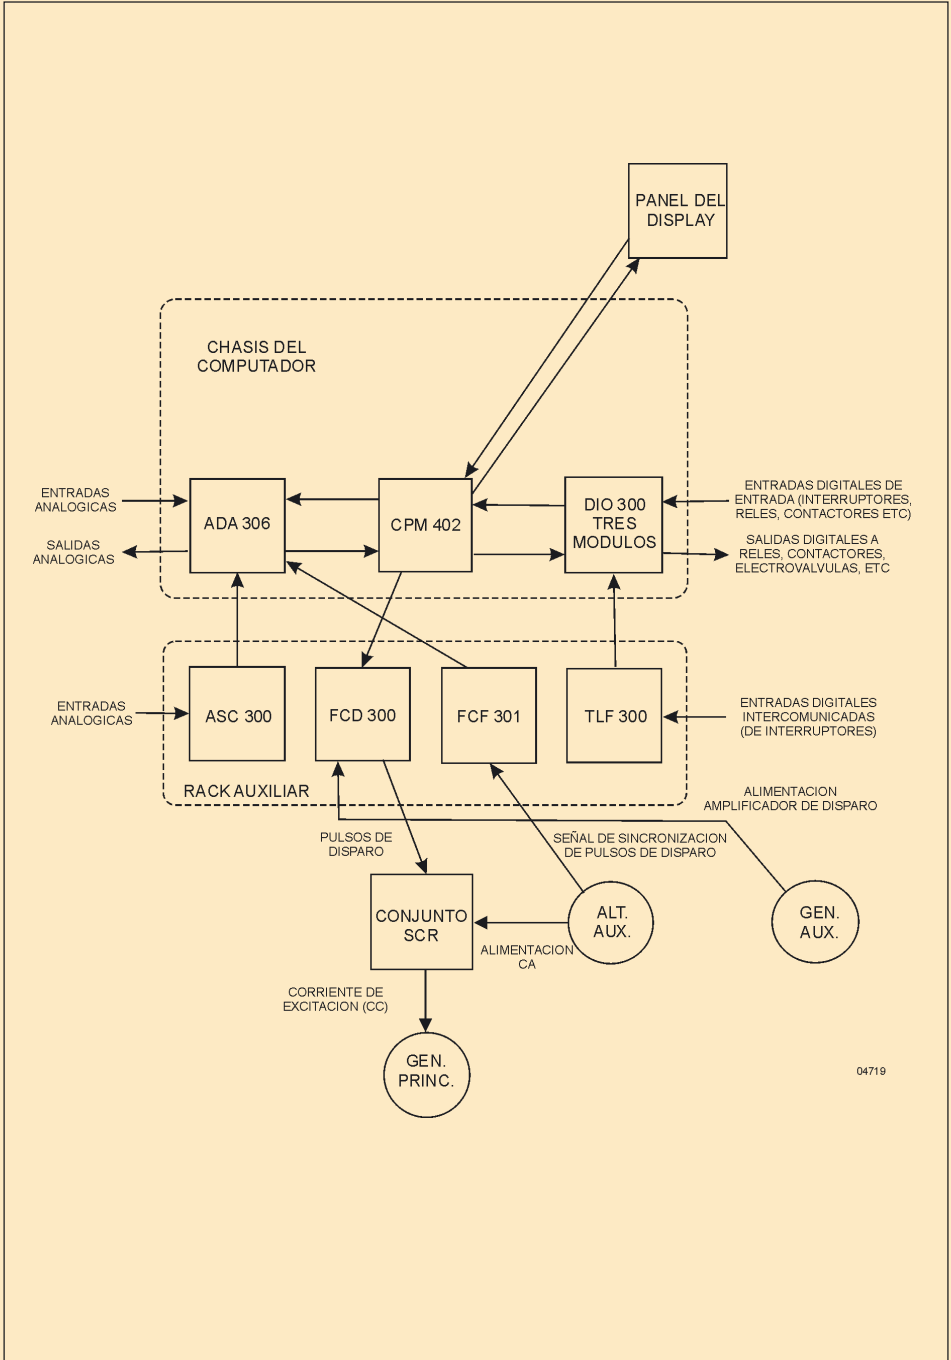 PANEL DEL
DISPLAY
CHASIS DEL
COMPUTADOR
ENTRADAS
ANALOGICAS
SALIDAS
ANALOGICAS
ADA 306
CPM 402
DIO 300
TRES
MODULOS
ENTRADAS DIGITALES DE
ENTRADA (INTERRUPTORES,
RELES, CONTACTORES ETC)
SALIDAS DIGITALES A
RELES, CONTACTORES,
ELECTROVALVULAS, ETC
ENTRADAS
ANALOGICAS
ASC 300
FCD 300
FCF 301
TLF 300
ENTRADAS DIGITALES
INTERCOMUNICADAS
(DE INTERRUPTORES)
RACK AUXILIAR
ALIMENTACION
AMPLIFICADOR DE DISPARO
PULSOS DE
DISPARO
SEÑAL DE SINCRONIZACION
DE PULSOS DE DISPARO
CONJUNTO
SCR
ALT.
AUX.
GEN.
AUX.
ALIMENTACION
CA
CORRIENTE DE
EXCITACION (CC)
GEN.
PRINC.
04719